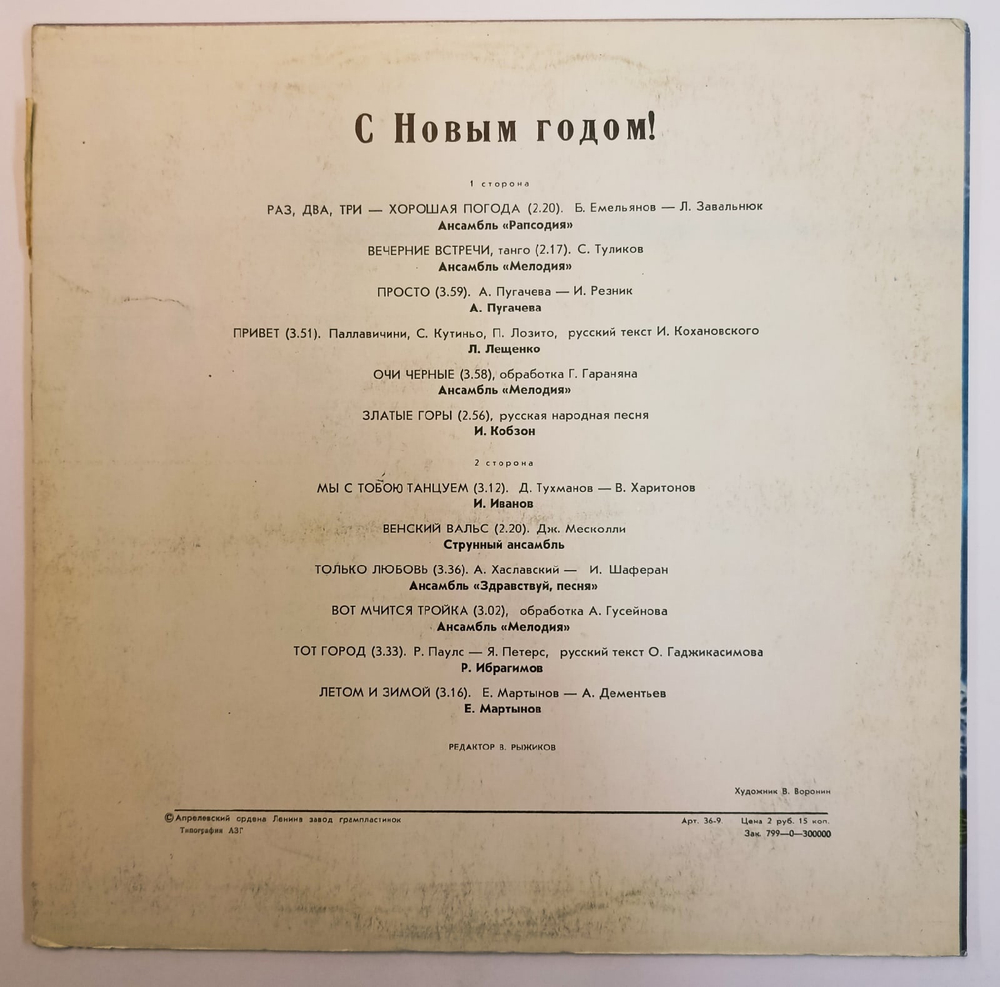 С Новым годом!
1 сторона
РАЗ, ДВА, ТРИ — ХОРОШАЯ ПОГОДА (2.20). Б. Емельянов — Л. Завальнюк
Ансамбль «Рапсодия»
ВЕЧЕРНИЕ ВСТРЕЧИ, танго (2.17). С. Туликов
Ансамбль «Мелодия»
ПРОСТО (3.59). А. Пугачева — И. Резник
А. Пугачева
ПРИВЕТ (3.51). Паллавичини, С. Кутиньо, П. Лозито, русский текст И. Кохановского
Л. Лещенко
ОЧИ ЧЕРНЫЕ (3.58), обработка Г. Гараняна
Ансамбль «Мелодия»
ЗЛАТЫЕ ГОРЫ (2.56), русская народная песня
И. Кобзон
2 сторона
МЫ С ТОБОЮ ТАНЦУЕМ (3.12). Д. Тухманов — В. Харитонов
И. Иванов
ВЕНСКИЙ ВАЛЬС (2.20). Дж. Месколли
Струнный ансамбль
ТОЛЬКО ЛЮБОВЬ (3.36). А. Хаславский — И. Шаферан
Ансамбль «Здравствуй, песня»
ВОТ МЧИТСЯ ТРОЙКА (3.02), обработка А. Гусейнова
Ансамбль «Мелодия»
ТОТ ГОРОД (3.33). Р. Паулс — Я. Петерс, русский текст О. Гаджикасимова
Р. Ибрагимов
ЛЕТОМ И ЗИМОЙ (3.16). Е. Мартынов — А. Дементьев
Е. Мартынов
РЕДАКТОР В. РЫЖИКОВ
Художник В. Воронин
© Апрелевский ордена Ленина завод грампластинок
Арт. 36-9. Цена 2 руб. 15 коп.
Типография АЗГ
Зак. 799—0—300000